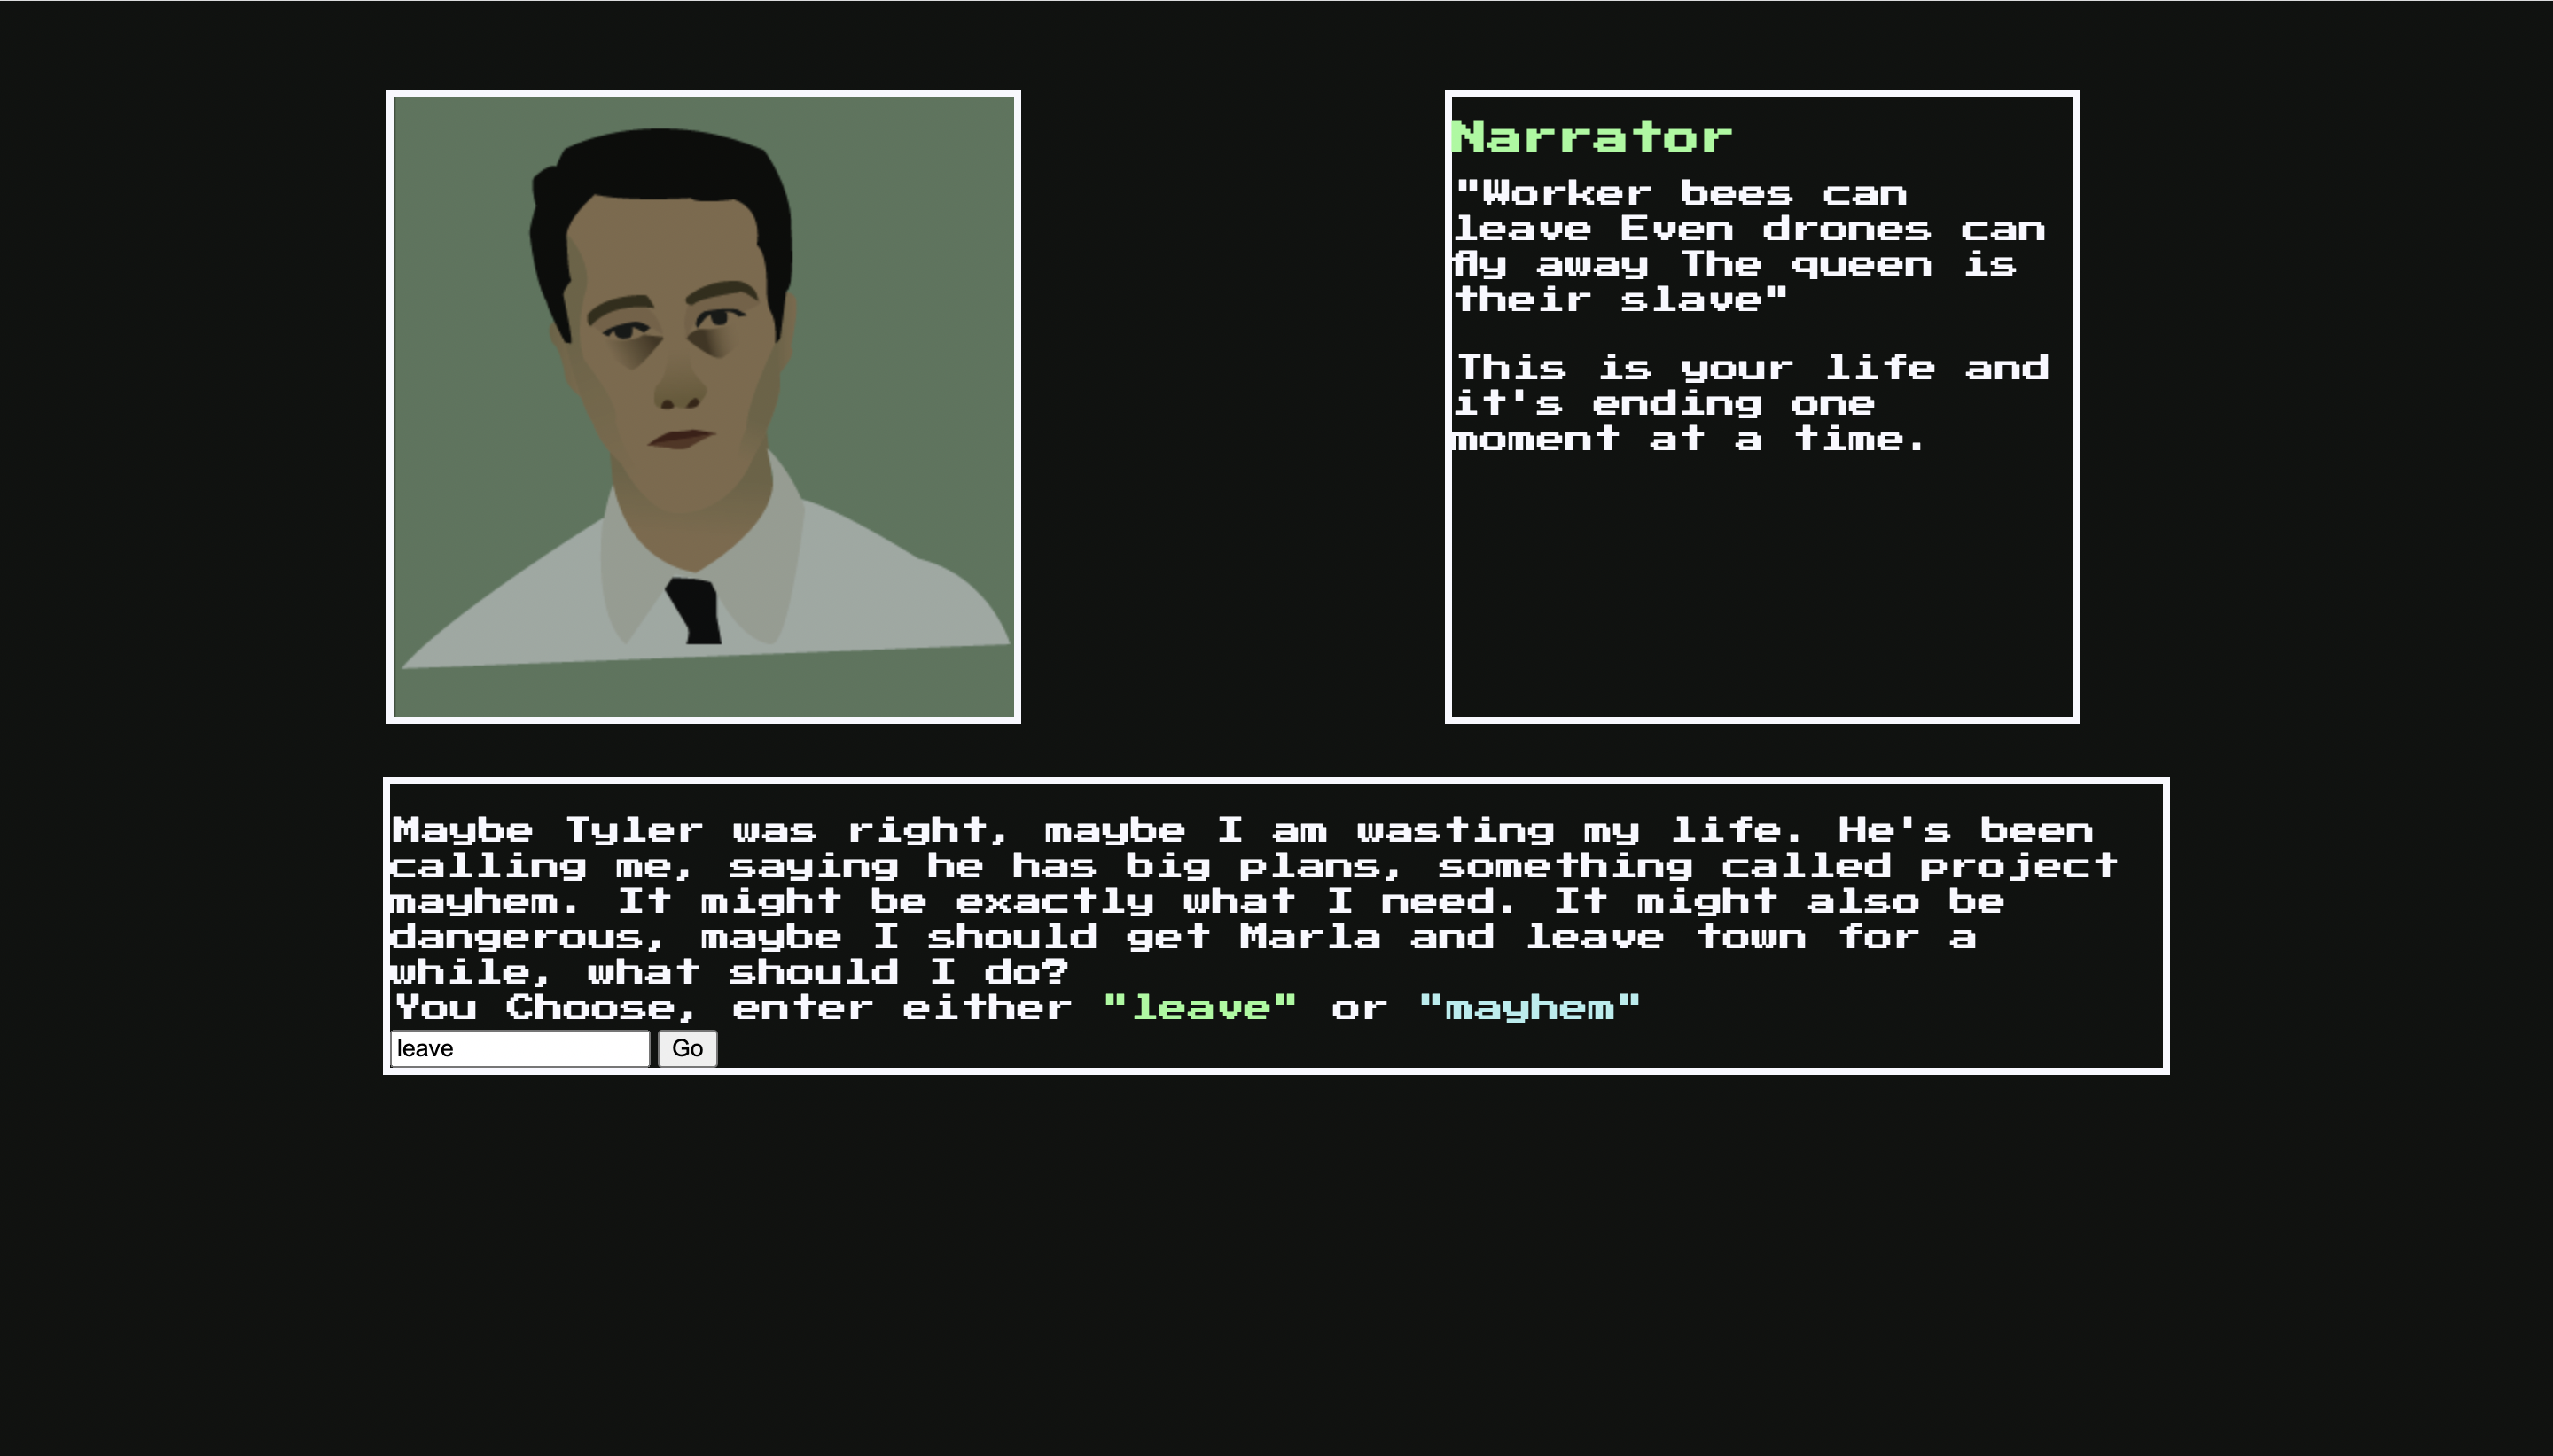 Narrator
"Worker bees can
leave Even drones can
fly away The queen is
their slave"
This is your life and
it's ending one
moment at a time.
Maybe Tyler was right, maybe I am wasting my life. He's been
calling me, saying he has big plans, something called project
mayhem. It might be exactly what I need. It might also be
dangerous, maybe I should get Marla and leave town for a
while, what should I do?
You Choose, enter either "leave" or "mayhem"
leave Go